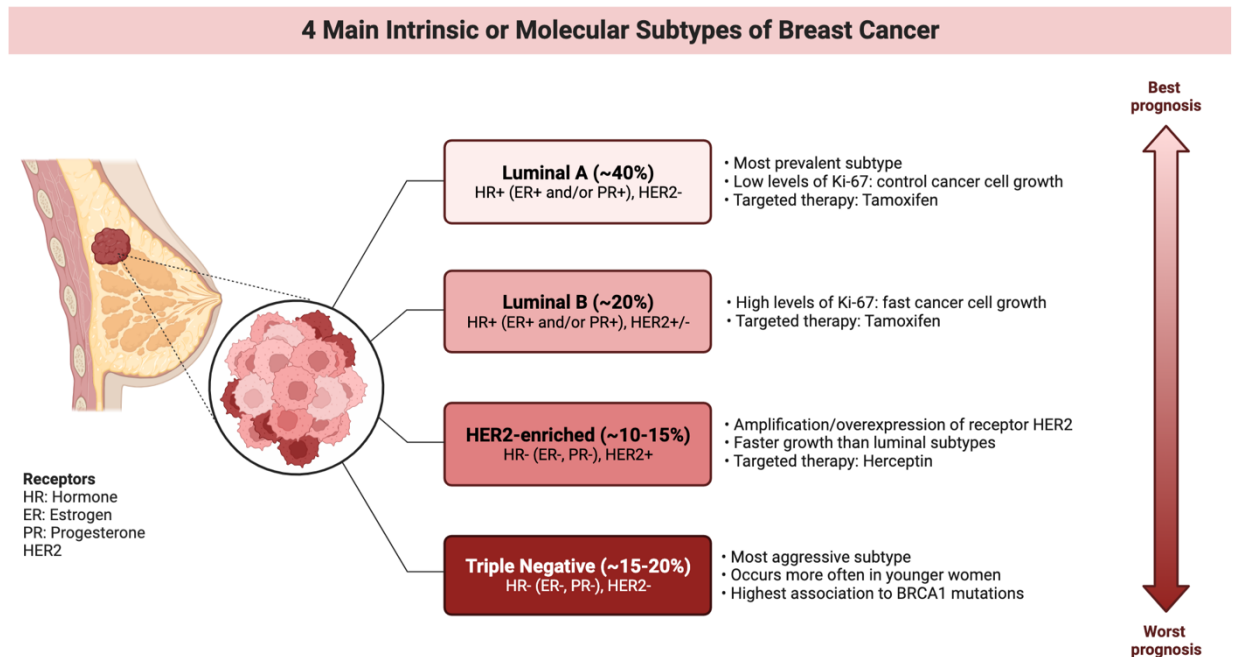 4 Main Intrinsic or Molecular Subtypes of Breast Cancer
Best
prognosis
Luminal A (~40%)
HR+ (ER+ and/or PR+), HER2-
• Most prevalent subtype
• Low levels of Ki-67: control cancer cell growth
• Targeted therapy: Tamoxifen
Luminal B (~20%)
HR+ (ER+ and/or PR+), HER2+/-
• High levels of Ki-67: fast cancer cell growth
• Targeted therapy: Tamoxifen
HER2-enriched (~10-15%)
HR- (ER-, PR-), HER2+
• Amplification/overexpression of receptor HER2
• Faster growth than luminal subtypes
• Targeted therapy: Herceptin
Receptors
HR: Hormone
ER: Estrogen
PR: Progesterone
HER2
Triple Negative (~15-20%)
HR- (ER-, PR-), HER2-
• Most aggressive subtype
• Occurs more often in younger women
• Highest association to BRCA1 mutations
Worst
prognosis